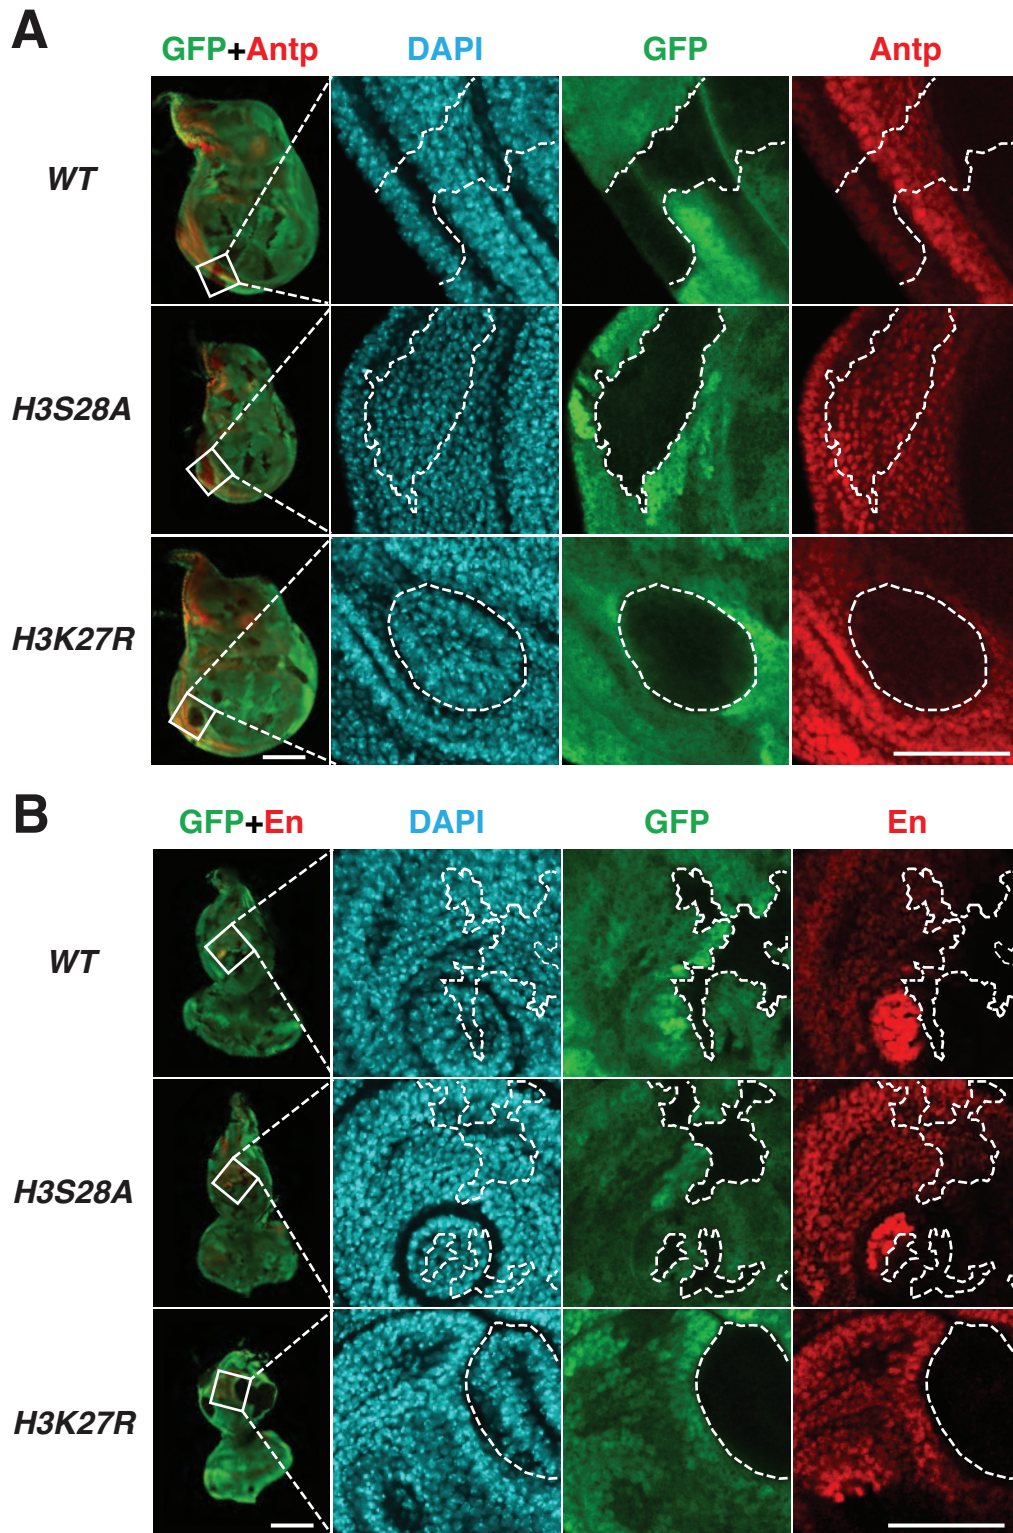 A
GFP+Antp DAPI GFP Antp
WT
H3S28A
H3K27R
B
GFP+En DAPI GFP En
WT
H3S28A
H3K27R